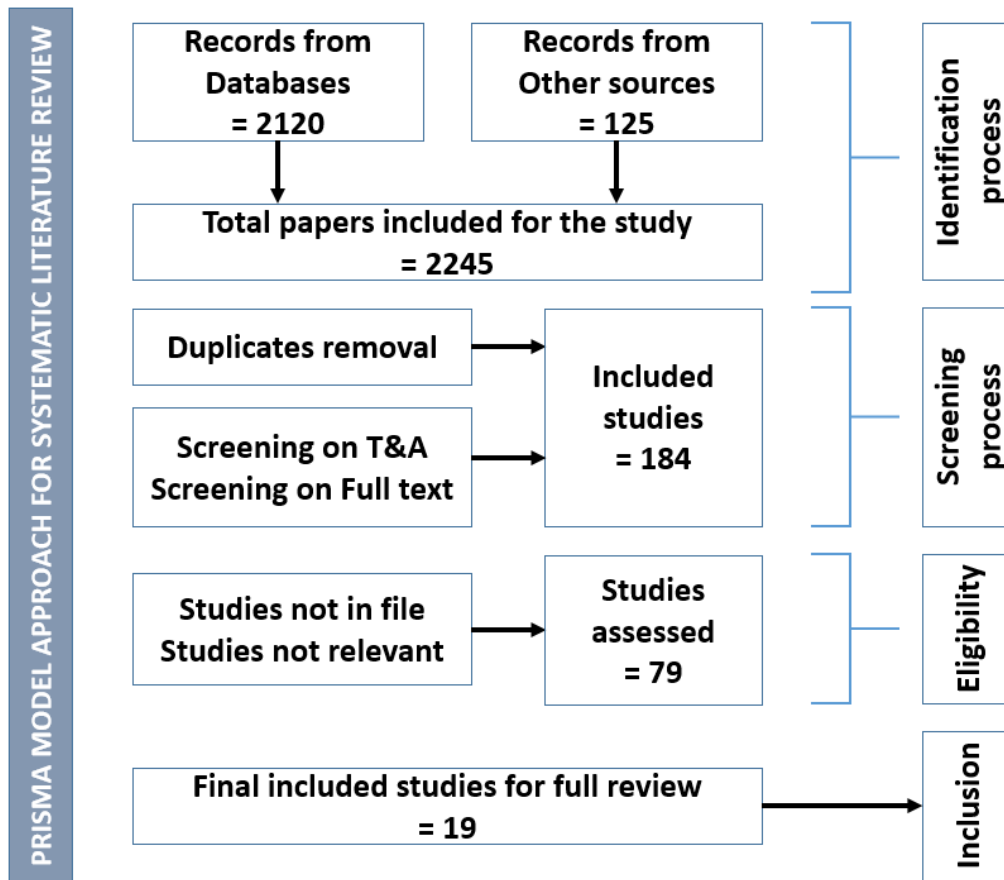 PRISMA MODEL APPROACH FOR SYSTEMATIC LITERATURE REVIEW
Records from
Databases
= 2120
Records from
Other sources
= 125
Total papers included for the study
= 2245
Identification
process
Duplicates removal
Screening on T&A
Screening on Full text
Included
studies
= 184
Screening
process
Studies not in file
Studies not relevant
Studies
assessed
= 79
Eligibility
Final included studies for full review
= 19
Inclusion